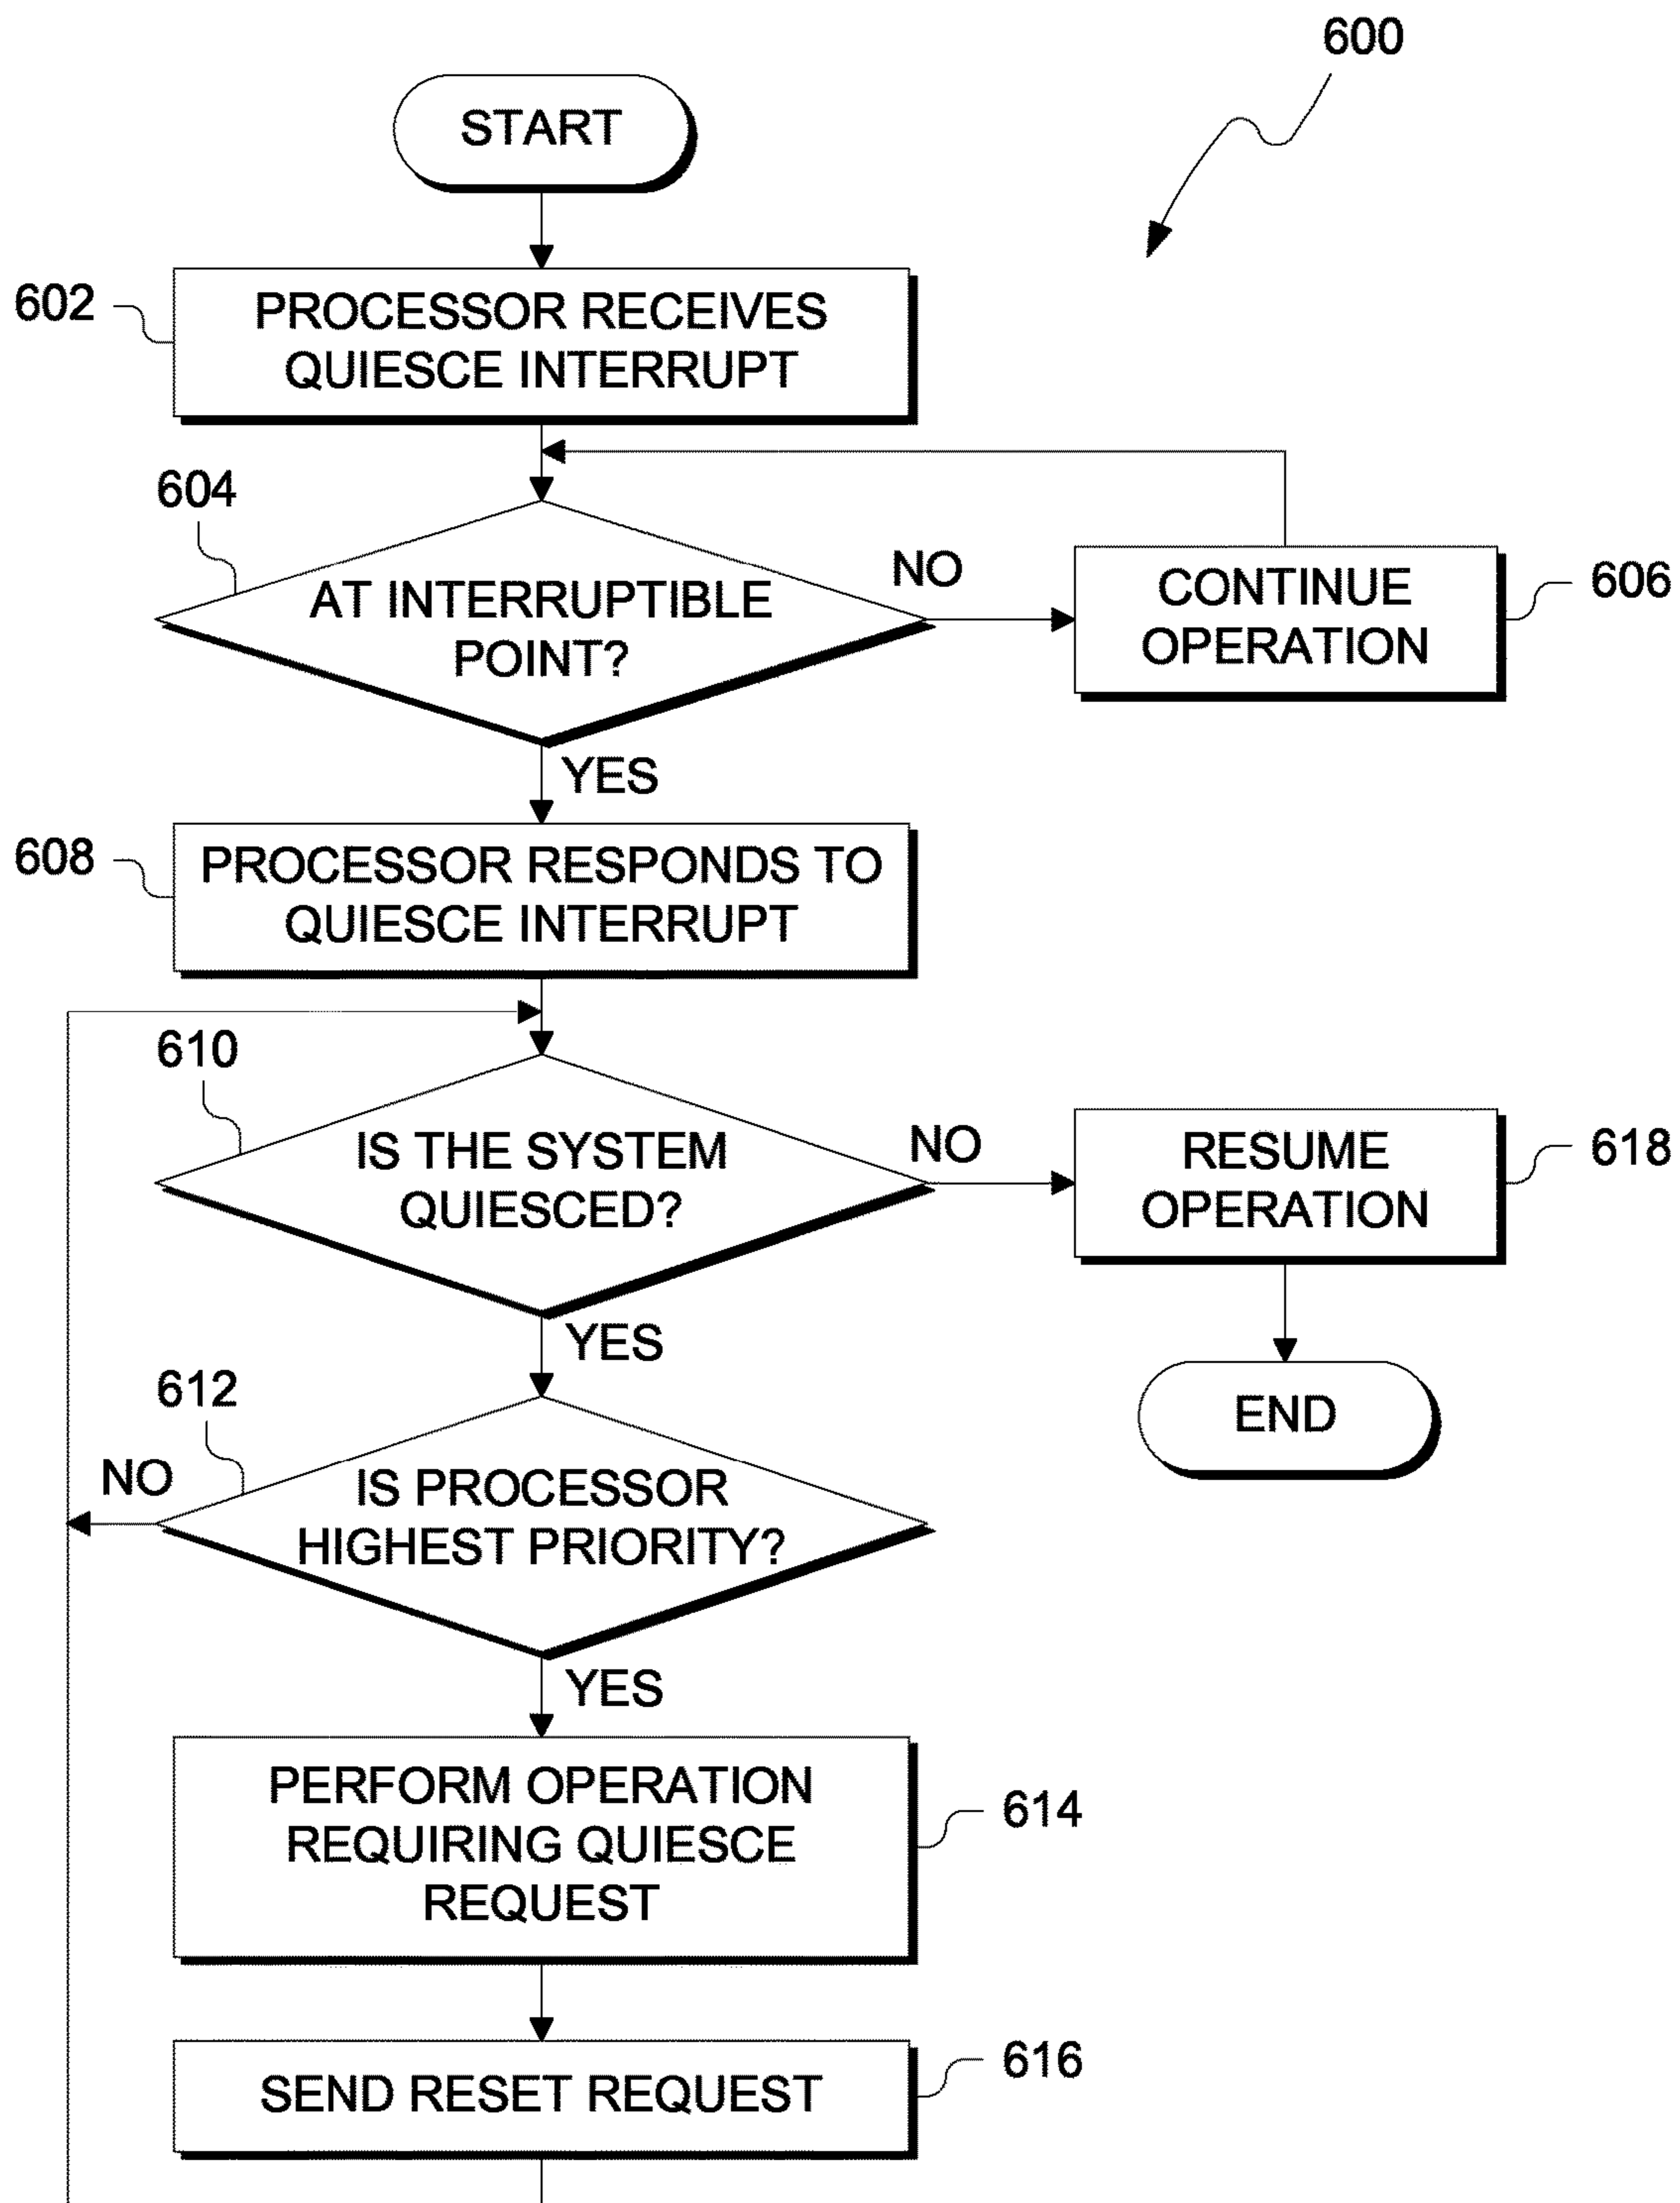 600
START
602
PROCESSOR RECEIVES
QUIESCE INTERRUPT
604
AT INTERRUPTIBLE
POINT?
NO
CONTINUE
OPERATION
606
YES
608
PROCESSOR RESPONDS TO
QUIESCE INTERRUPT
610
IS THE SYSTEM
QUIESCED?
NO
RESUME
OPERATION
618
YES
END
612
NO
IS PROCESSOR
HIGHEST PRIORITY?
YES
PERFORM OPERATION
REQUIRING QUIESCE
REQUEST
614
SEND RESET REQUEST
616